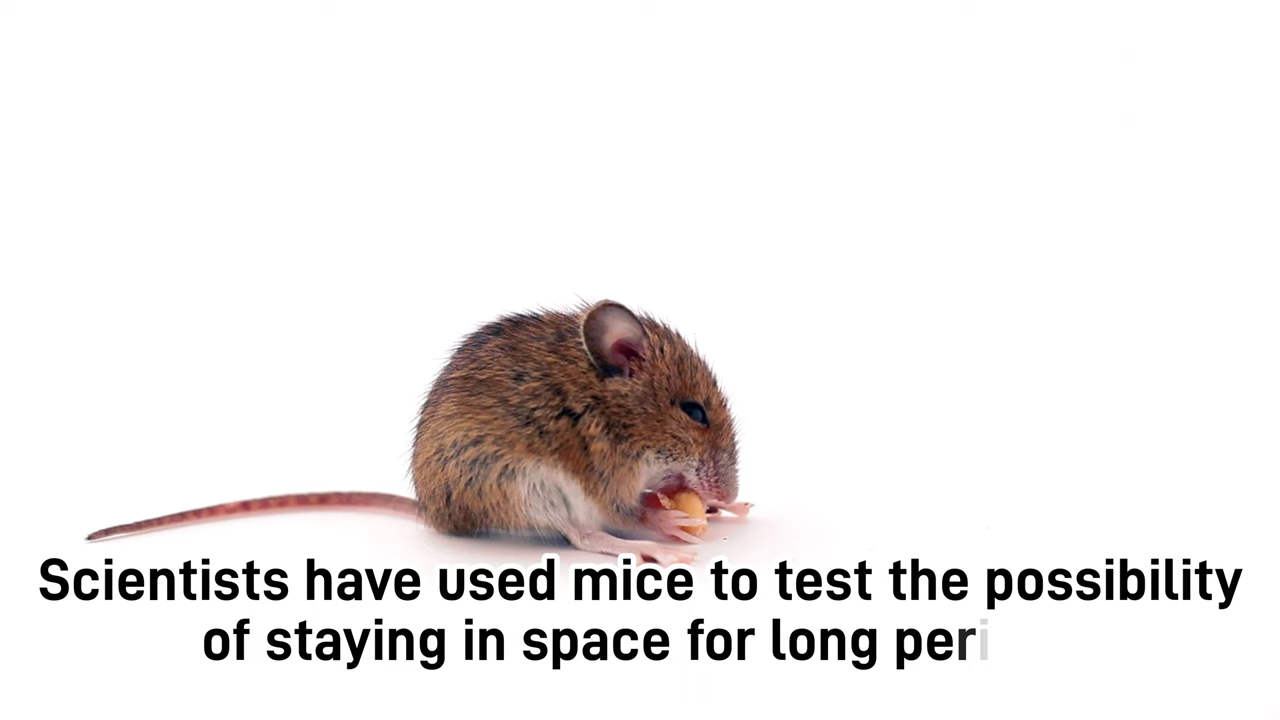 Scientists have used mice to test the possibility
of staying in space for long peri